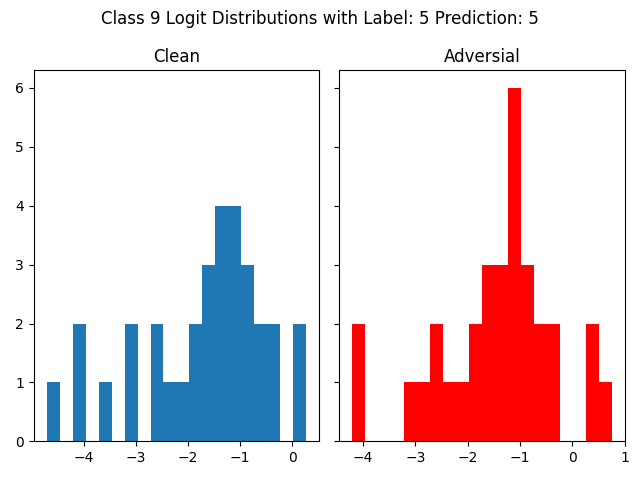 Class 9 Logit Distributions with Label: 5 Prediction: 5
Clean
Adversial
6
5
4
3
2
1
0
−4 −3 −2 −1 0
−4 −3 −2 −1 0 1